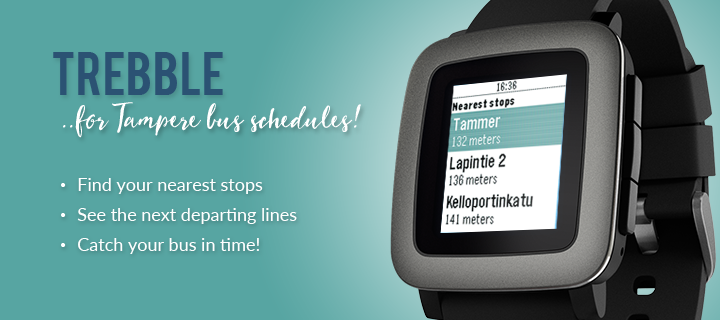 TREBBLE
..for Tampere bus schedules!
• Find your nearest stops
• See the next departing lines
• Catch your bus in time!
16:36
Nearest stops
Tammer
132 meters
Lapintie 2
136 meters
Kelloportinkatu
141 meters